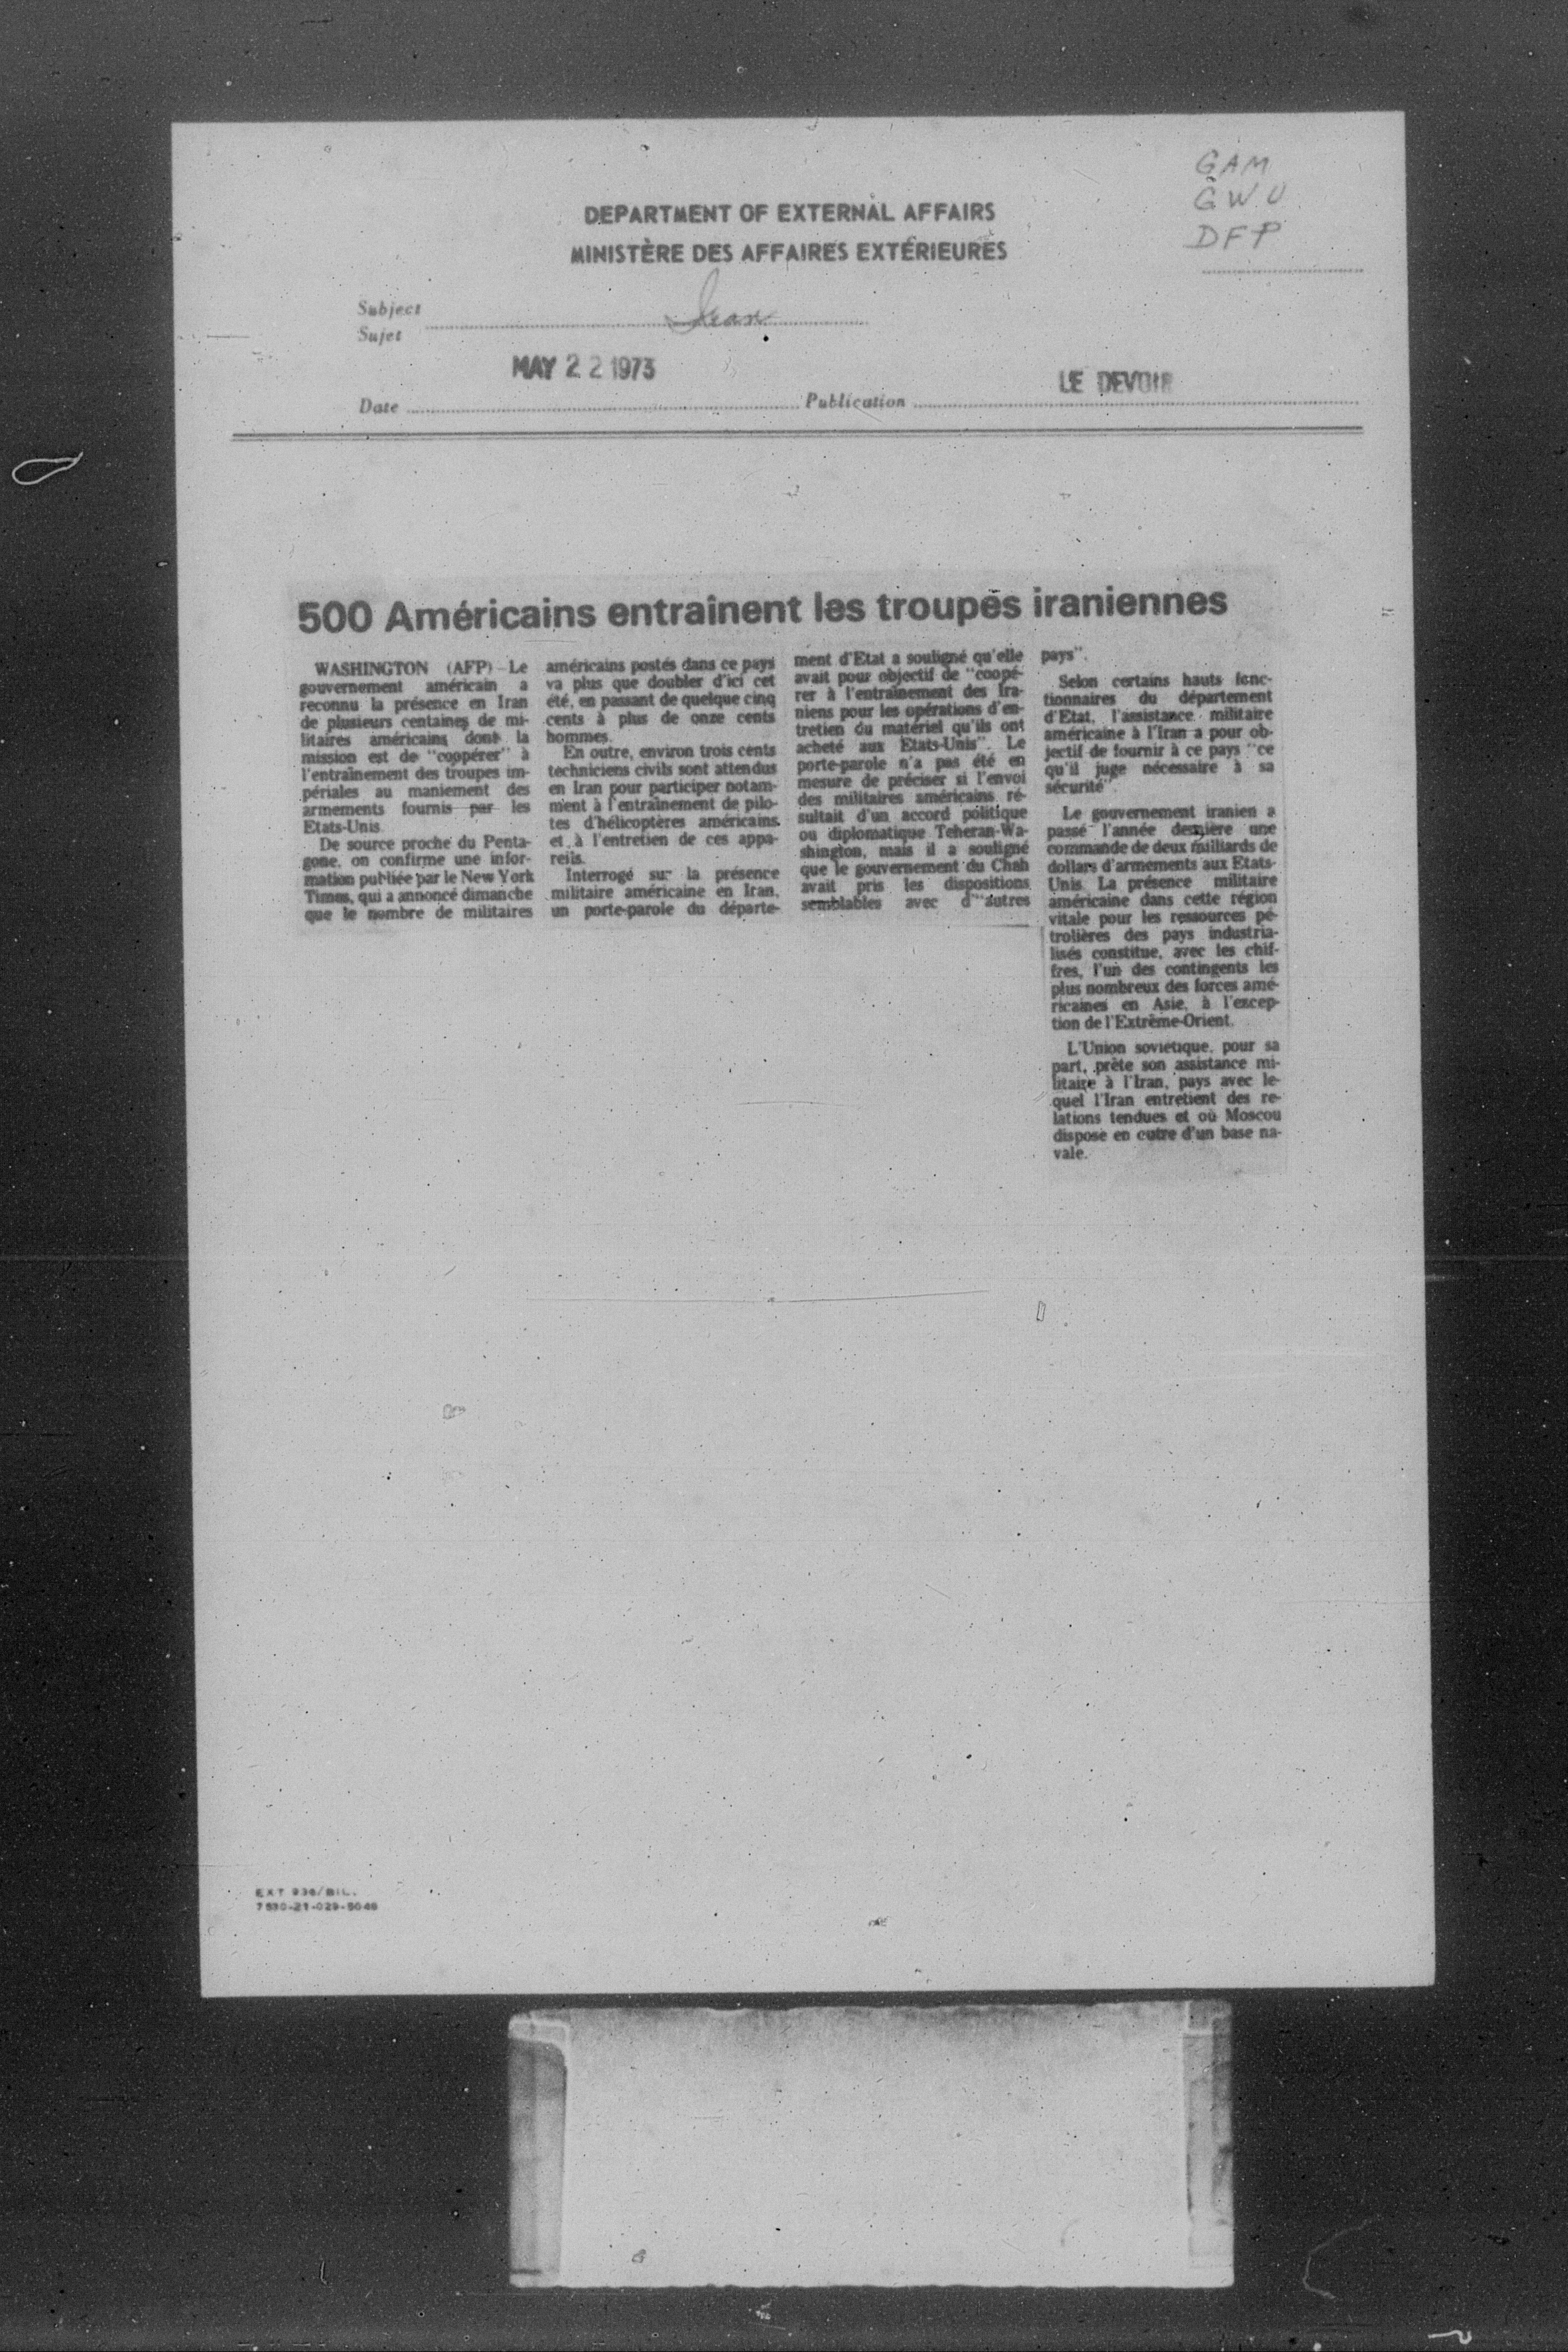 GAM
GWU
DFP
DEPARTMENT OF EXTERNAL AFFAIRS
MINISTÈRE DES AFFAIRES EXTÉRIEURES
Subject
Sujet
Iran
MAY 22 1973
LE DEVOIR
Date
Publication
500 Américains entraînent les troupes iraniennes
WASHINGTON (AFP) – Le
gouvernement américain a
reconnu la présence en Iran
de plusieurs centaines de mi-
litaires américains dont la
mission est de "coopérer" à
l'entraînement des troupes im-
périales au maniement des
armements fournis par les
Etats-Unis
De source proche du Penta-
gone, on confirme une infor-
mation publiée par le New York
Times, qui a annoncé dimanche
que le nombre de militaires
américains postés dans ce pays
va plus que doubler d'ici cet
été, en passant de quelque cinq
cents à plus de onze cents
hommes.
En outre, environ trois cents
techniciens civils sont attendus
en Iran pour participer notam-
ment à l'entraînement de pilo-
tes d'hélicoptères américains
et à l'entretien de ces appa-
reils.
Interrogé sur la présence
militaire américaine en Iran,
un porte-parole du départe-
ment d'Etat a souligné qu'elle
avait pour objectif de "coopé-
rer à l'entraînement des Ira-
niens pour les opérations d'en-
tretien du matériel qu'ils ont
acheté aux Etats-Unis". Le
porte-parole n'a pas été en
mesure de préciser si l'envoi
des militaires américains ré-
sultait d'un accord politique
ou diplomatique Teheran-Wa-
shington, mais il a souligné
que le gouvernement du Chah
avait pris les dispositions
semblables avec d'"autres
pays".
Selon certains hauts fonc-
tionnaires du département
d'Etat, l'assistance militaire
américaine à l'Iran a pour ob-
jectif de fournir à ce pays "ce
qu'il juge nécessaire à sa
sécurité".
Le gouvernement iranien a
passé l'année dernière une
commande de deux milliards de
dollars d'armements aux Etats-
Unis. La présence militaire
américaine dans cette région
vitale pour les ressources pé-
trolières des pays industria-
lisés constitue, avec les chif-
fres, l'un des contingents les
plus nombreux des forces amé-
ricaines en Asie, à l'excep-
tion de l'Extrême-Orient.
L'Union soviétique, pour sa
part, prête son assistance mi-
litaire à l'Iran, pays avec le-
quel l'Iran entretient des re-
lations tendues et où Moscou
dispose en outre d'un base na-
vale.
EXT 936/BIL.
7530-21-029-5046